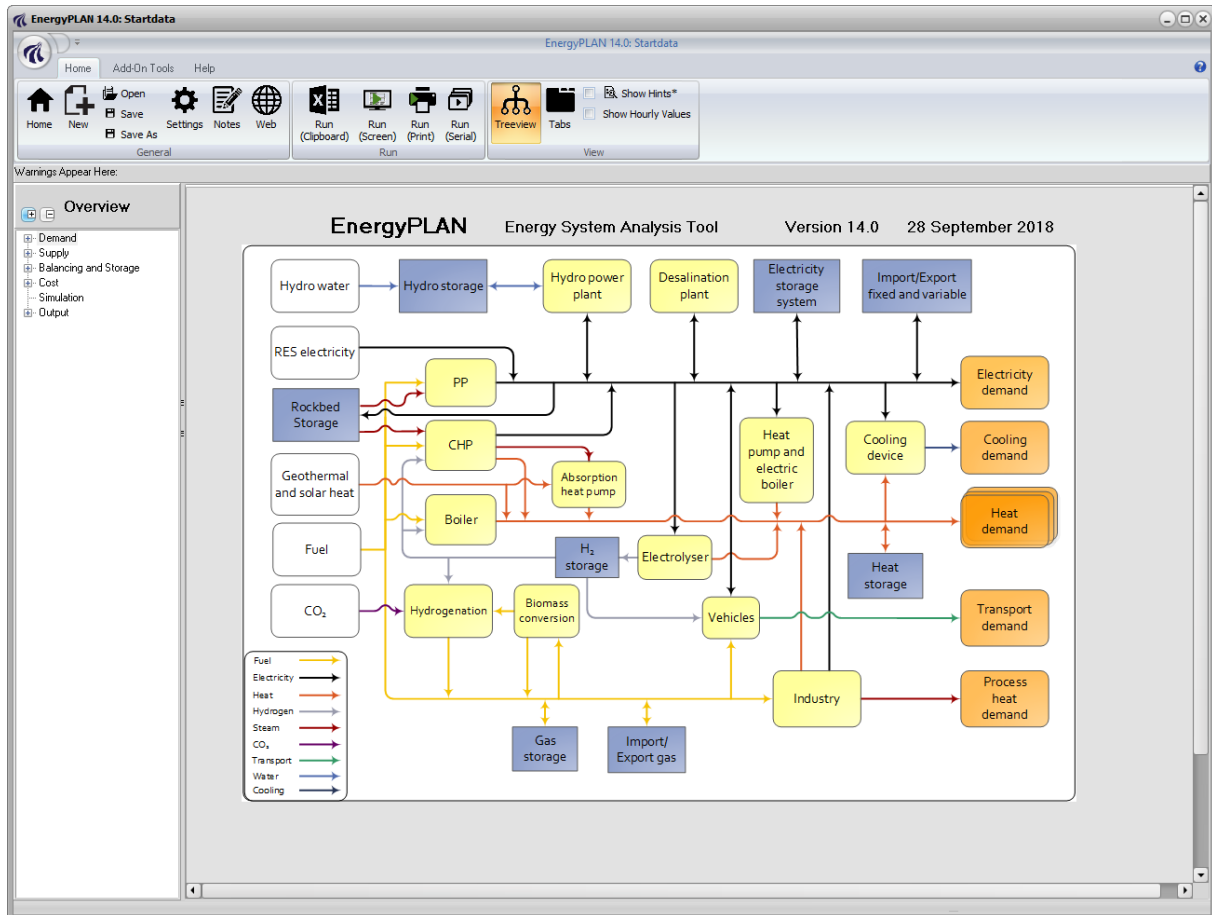 EnergyPLAN 14.0: Startdata
EnergyPLAN 14.0: Startdata
Home Add-On Tools Help
Home
New
Open
Save
Save As
Settings
Notes
Web
Run
(Clipboard)
Run
(Screen)
Run
(Print)
Run
(Serial)
Treeview
Tabs
Show Hints*
Show Hourly Values
General
Run
View
Warnings Appear Here:
Overview
Demand
Supply
Balancing and Storage
Cost
Simulation
Output
EnergyPLAN Energy System Analysis Tool Version 14.0 28 September 2018
Hydro water
Hydro storage
Hydro power
plant
Desalination
plant
Electricity
storage
system
Import/Export
fixed and variable
RES electricity
PP
Electricity
demand
Rockbed
Storage
CHP
Heat
pump and
electric
boiler
Cooling
device
Cooling
demand
Geothermal
and solar heat
Absorption
heat pump
Boiler
Heat
demand
Fuel
H₂
storage
Electrolyser
Heat
storage
CO₂
Hydrogenation
Biomass
conversion
Vehicles
Transport
demand
Fuel
Electricity
Heat
Hydrogen
Steam
CO₂
Transport
Water
Cooling
Industry
Process
heat
demand
Gas
storage
Import/
Export gas